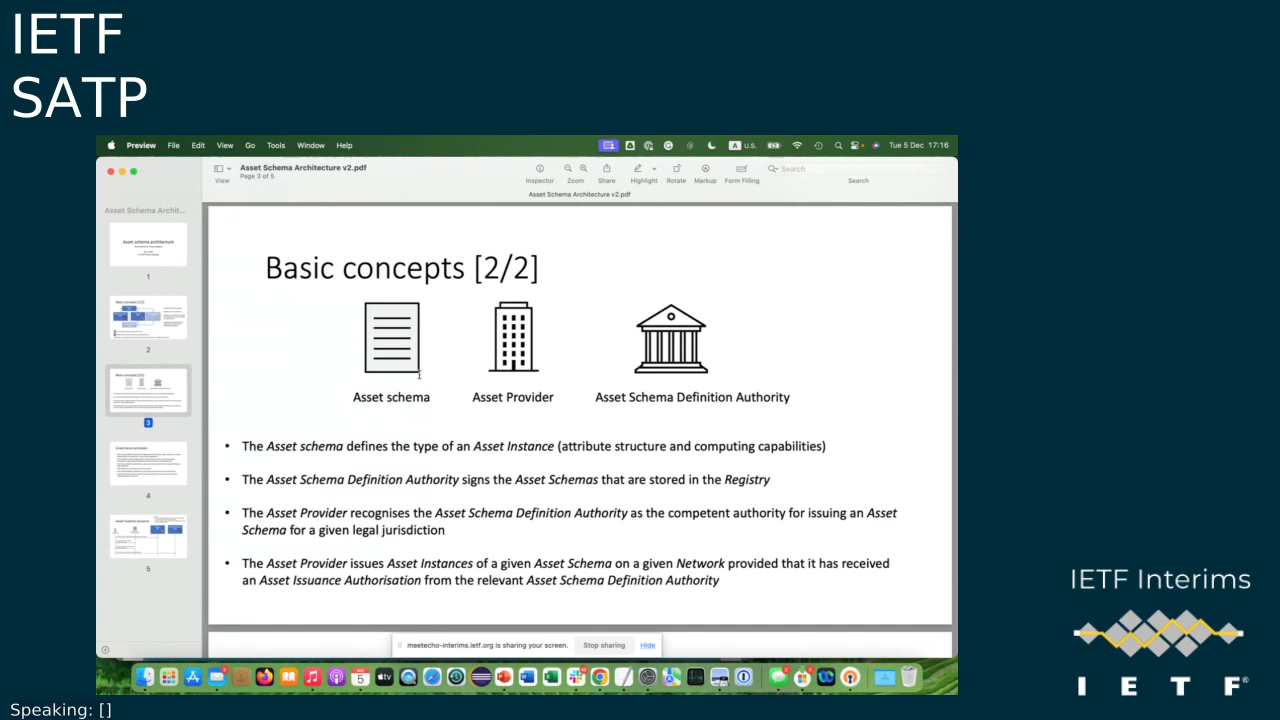 IETF
SATP
Preview File Edit View Go Tools Window Help
A U.S.
Tue 5 Dec 17:16
Asset Schema Architecture v2.pdf
Page 3 of 5
View
Inspector Zoom Share Highlight Rotate Markup Form Filling Search
Search
Asset Schema Architecture v2.pdf
Asset Schema Archit...
1
2
3
4
5
Basic concepts [2/2]
Asset schema Asset Provider Asset Schema Definition Authority
• The Asset schema defines the type of an Asset Instance (attribute structure and computing capabilities)
• The Asset Schema Definition Authority signs the Asset Schemas that are stored in the Registry
• The Asset Provider recognises the Asset Schema Definition Authority as the competent authority for issuing an Asset
Schema for a given legal jurisdiction
• The Asset Provider issues Asset Instances of a given Asset Schema on a given Network provided that it has received
an Asset Issuance Authorisation from the relevant Asset Schema Definition Authority
meetecho-interims.ietf.org is sharing your screen. Stop sharing Hide
IETF Interims
I E T F®
Speaking: []